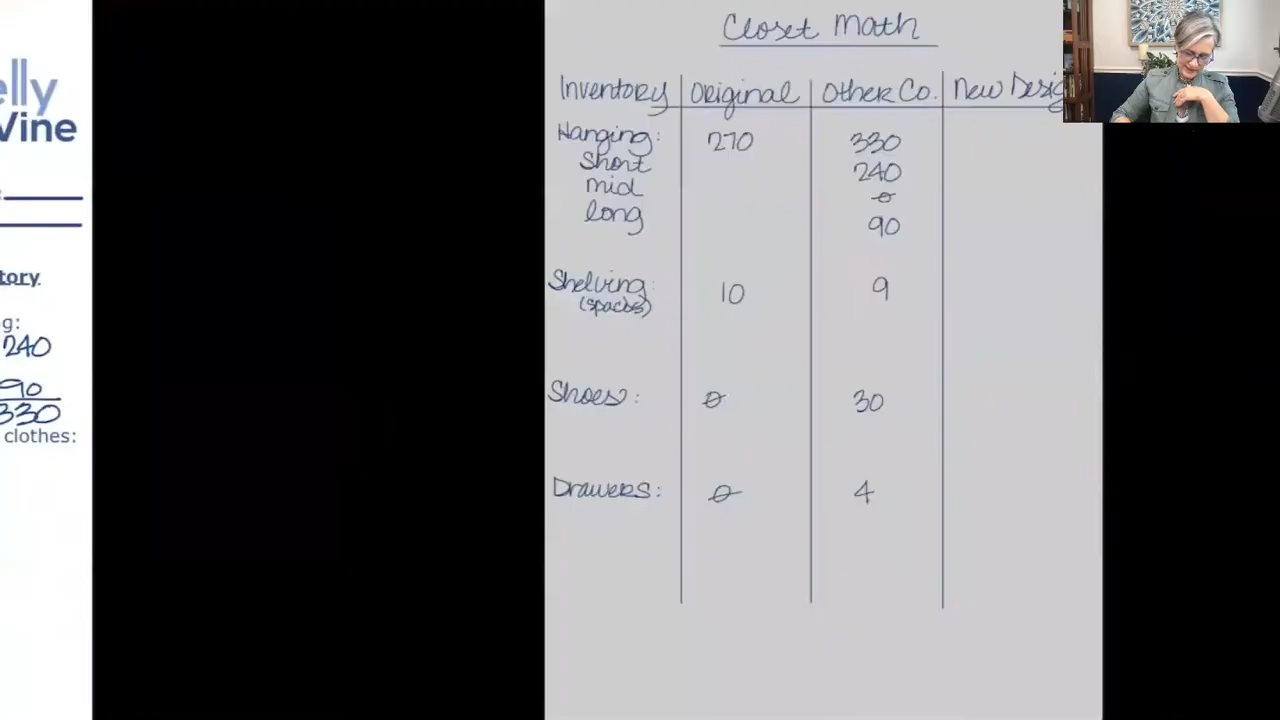 elly
Vine
tory
g:
240
90
330
clothes:
Closet Math
Inventory Original Other Co. New Desig
Hanging: 270 330
Short 240
mid 0
long 90
Shelving: 10 9
(spaces)
Shoes: 0 30
Drawers: 0 4